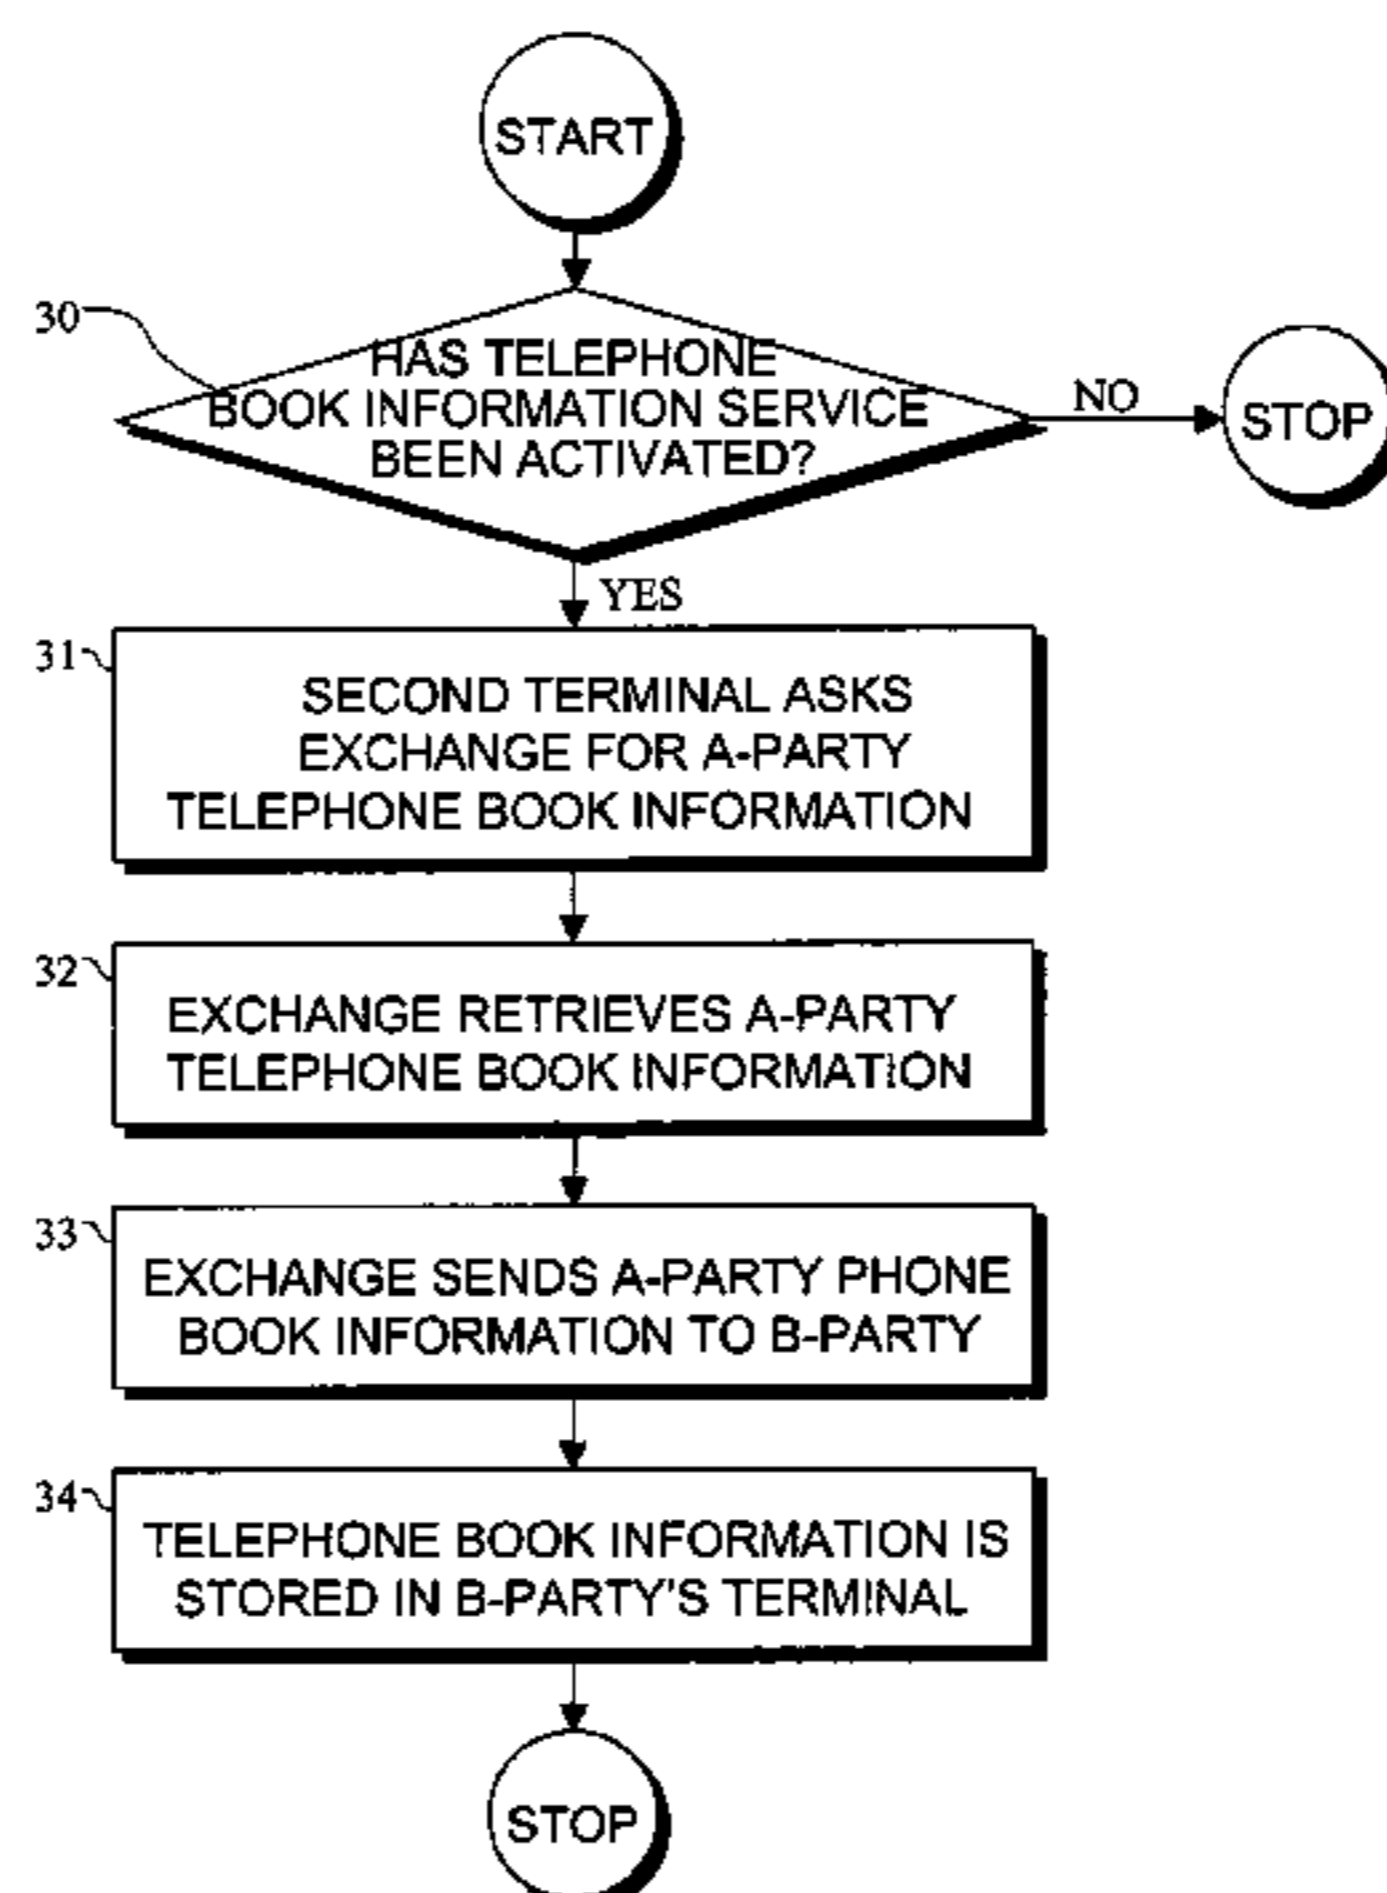 START
30
HAS TELEPHONE
BOOK INFORMATION SERVICE
BEEN ACTIVATED?
NO
STOP
YES
31
SECOND TERMINAL ASKS
EXCHANGE FOR A-PARTY
TELEPHONE BOOK INFORMATION
32
EXCHANGE RETRIEVES A-PARTY
TELEPHONE BOOK INFORMATION
33
EXCHANGE SENDS A-PARTY PHONE
BOOK INFORMATION TO B-PARTY
34
TELEPHONE BOOK INFORMATION IS
STORED IN B-PARTY'S TERMINAL
STOP